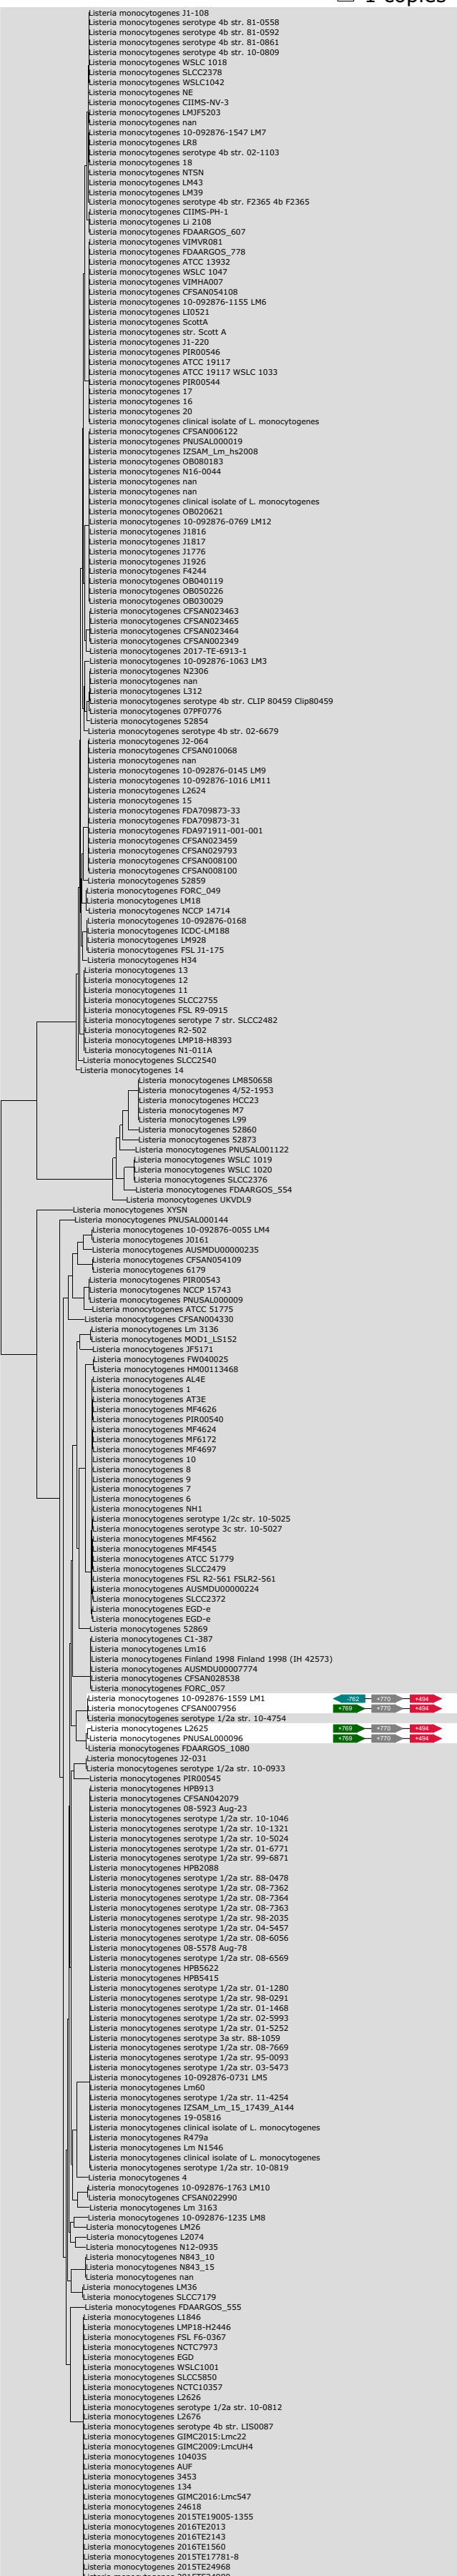 1 copies
Listeria monocytogenes J1-108
Listeria monocytogenes serotype 4b str. 81-0558
Listeria monocytogenes serotype 4b str. 81-0592
Listeria monocytogenes serotype 4b str. 81-0861
Listeria monocytogenes serotype 4b str. 10-0809
Listeria monocytogenes WSLC 1018
Listeria monocytogenes SLCC2378
Listeria monocytogenes WSLC1042
Listeria monocytogenes NE
Listeria monocytogenes CIIMS-NV-3
Listeria monocytogenes LMJF5203
Listeria monocytogenes nan
Listeria monocytogenes 10-092876-1547 LM7
Listeria monocytogenes LR8
Listeria monocytogenes serotype 4b str. 02-1103
Listeria monocytogenes 18
Listeria monocytogenes NTSN
Listeria monocytogenes LM43
Listeria monocytogenes LM39
Listeria monocytogenes serotype 4b str. F2365 4b F2365
Listeria monocytogenes CIIMS-PH-1
Listeria monocytogenes Li 2108
Listeria monocytogenes FDAARGOS_607
Listeria monocytogenes VIMVR081
Listeria monocytogenes FDAARGOS_778
Listeria monocytogenes ATCC 13932
Listeria monocytogenes WSLC 1047
Listeria monocytogenes VIMHA007
Listeria monocytogenes CFSAN054108
Listeria monocytogenes 10-092876-1155 LM6
Listeria monocytogenes LI0521
Listeria monocytogenes ScottA
Listeria monocytogenes str. Scott A
Listeria monocytogenes J1-220
Listeria monocytogenes PIR00546
Listeria monocytogenes ATCC 19117
Listeria monocytogenes ATCC 19117 WSLC 1033
Listeria monocytogenes PIR00544
Listeria monocytogenes 17
Listeria monocytogenes 16
Listeria monocytogenes 20
Listeria monocytogenes clinical isolate of L. monocytogenes
Listeria monocytogenes CFSAN006122
Listeria monocytogenes PNUSAL000019
Listeria monocytogenes IZSAM_Lm_hs2008
Listeria monocytogenes OB080183
Listeria monocytogenes N16-0044
Listeria monocytogenes nan
Listeria monocytogenes nan
Listeria monocytogenes clinical isolate of L. monocytogenes
Listeria monocytogenes OB020621
Listeria monocytogenes 10-092876-0769 LM12
Listeria monocytogenes J1816
Listeria monocytogenes J1817
Listeria monocytogenes J1776
Listeria monocytogenes J1926
Listeria monocytogenes F4244
Listeria monocytogenes OB040119
Listeria monocytogenes OB050226
Listeria monocytogenes OB030029
Listeria monocytogenes CFSAN023463
Listeria monocytogenes CFSAN023465
Listeria monocytogenes CFSAN023464
Listeria monocytogenes CFSAN002349
Listeria monocytogenes 2017-TE-6913-1
Listeria monocytogenes 10-092876-1063 LM3
Listeria monocytogenes N2306
Listeria monocytogenes nan
Listeria monocytogenes L312
Listeria monocytogenes serotype 4b str. CLIP 80459 Clip80459
Listeria monocytogenes 07PF0776
Listeria monocytogenes 52854
Listeria monocytogenes serotype 4b str. 02-6679
Listeria monocytogenes J2-064
Listeria monocytogenes CFSAN010068
Listeria monocytogenes nan
Listeria monocytogenes 10-092876-0145 LM9
Listeria monocytogenes 10-092876-1016 LM11
Listeria monocytogenes L2624
Listeria monocytogenes 15
Listeria monocytogenes FDA709873-33
Listeria monocytogenes FDA709873-31
Listeria monocytogenes FDA971911-001-001
Listeria monocytogenes CFSAN023459
Listeria monocytogenes CFSAN029793
Listeria monocytogenes CFSAN008100
Listeria monocytogenes CFSAN008100
Listeria monocytogenes 52859
Listeria monocytogenes FORC_049
Listeria monocytogenes LM18
Listeria monocytogenes NCCP 14714
Listeria monocytogenes 10-092876-0168
Listeria monocytogenes ICDC-LM188
Listeria monocytogenes LM928
Listeria monocytogenes FSL J1-175
Listeria monocytogenes H34
Listeria monocytogenes 13
Listeria monocytogenes 12
Listeria monocytogenes 11
Listeria monocytogenes SLCC2755
Listeria monocytogenes FSL R9-0915
Listeria monocytogenes serotype 7 str. SLCC2482
Listeria monocytogenes R2-502
Listeria monocytogenes LMP18-H8393
Listeria monocytogenes N1-011A
Listeria monocytogenes SLCC2540
Listeria monocytogenes 14
Listeria monocytogenes LM850658
Listeria monocytogenes 4/52-1953
Listeria monocytogenes HCC23
Listeria monocytogenes M7
Listeria monocytogenes L99
Listeria monocytogenes 52860
Listeria monocytogenes 52873
Listeria monocytogenes PNUSAL001122
Listeria monocytogenes WSLC 1019
Listeria monocytogenes WSLC 1020
Listeria monocytogenes SLCC2376
Listeria monocytogenes FDAARGOS_554
Listeria monocytogenes UKVDL9
Listeria monocytogenes XYSN
Listeria monocytogenes PNUSAL000144
Listeria monocytogenes 10-092876-0055 LM4
Listeria monocytogenes J0161
Listeria monocytogenes AUSMDU00000235
Listeria monocytogenes CFSAN054109
Listeria monocytogenes 6179
Listeria monocytogenes PIR00543
Listeria monocytogenes NCCP 15743
Listeria monocytogenes PNUSAL000009
Listeria monocytogenes ATCC 51775
Listeria monocytogenes CFSAN004330
Listeria monocytogenes Lm 3136
Listeria monocytogenes MOD1_LS152
Listeria monocytogenes JF5171
Listeria monocytogenes FW040025
Listeria monocytogenes HM00113468
Listeria monocytogenes AL4E
Listeria monocytogenes 1
Listeria monocytogenes AT3E
Listeria monocytogenes MF4626
Listeria monocytogenes PIR00540
Listeria monocytogenes MF4624
Listeria monocytogenes MF6172
Listeria monocytogenes MF4697
Listeria monocytogenes 10
Listeria monocytogenes 8
Listeria monocytogenes 9
Listeria monocytogenes 7
Listeria monocytogenes 6
Listeria monocytogenes NH1
Listeria monocytogenes serotype 1/2c str. 10-5025
Listeria monocytogenes serotype 3c str. 10-5027
Listeria monocytogenes MF4562
Listeria monocytogenes MF4545
Listeria monocytogenes ATCC 51779
Listeria monocytogenes SLCC2479
Listeria monocytogenes FSL R2-561 FSLR2-561
Listeria monocytogenes AUSMDU00000224
Listeria monocytogenes SLCC2372
Listeria monocytogenes EGD-e
Listeria monocytogenes EGD-e
Listeria monocytogenes 52869
Listeria monocytogenes C1-387
Listeria monocytogenes Lm16
Listeria monocytogenes Finland 1998 Finland 1998 (IH 42573)
Listeria monocytogenes AUSMDU00007774
Listeria monocytogenes CFSAN028538
Listeria monocytogenes FORC_057
Listeria monocytogenes 10-092876-1559 LM1 -762 +770 +494
Listeria monocytogenes CFSAN007956 +769 +770 +494
Listeria monocytogenes serotype 1/2a str. 10-4754
Listeria monocytogenes L2625 +769 +770 +494
Listeria monocytogenes PNUSAL000096 +769 +770 +494
Listeria monocytogenes FDAARGOS_1080
Listeria monocytogenes J2-031
Listeria monocytogenes serotype 1/2a str. 10-0933
Listeria monocytogenes PIR00545
Listeria monocytogenes HPB913
Listeria monocytogenes CFSAN042079
Listeria monocytogenes 08-5923 Aug-23
Listeria monocytogenes serotype 1/2a str. 10-1046
Listeria monocytogenes serotype 1/2a str. 10-1321
Listeria monocytogenes serotype 1/2a str. 10-5024
Listeria monocytogenes serotype 1/2a str. 01-6771
Listeria monocytogenes serotype 1/2a str. 99-6871
Listeria monocytogenes HPB2088
Listeria monocytogenes serotype 1/2a str. 88-0478
Listeria monocytogenes serotype 1/2a str. 08-7362
Listeria monocytogenes serotype 1/2a str. 08-7364
Listeria monocytogenes serotype 1/2a str. 08-7363
Listeria monocytogenes serotype 1/2a str. 98-2035
Listeria monocytogenes serotype 1/2a str. 04-5457
Listeria monocytogenes serotype 1/2a str. 08-6056
Listeria monocytogenes 08-5578 Aug-78
Listeria monocytogenes serotype 1/2a str. 08-6569
Listeria monocytogenes HPB5622
Listeria monocytogenes HPB5415
Listeria monocytogenes serotype 1/2a str. 01-1280
Listeria monocytogenes serotype 1/2a str. 98-0291
Listeria monocytogenes serotype 1/2a str. 01-1468
Listeria monocytogenes serotype 1/2a str. 02-5993
Listeria monocytogenes serotype 1/2a str. 01-5252
Listeria monocytogenes serotype 3a str. 88-1059
Listeria monocytogenes serotype 1/2a str. 08-7669
Listeria monocytogenes serotype 1/2a str. 95-0093
Listeria monocytogenes serotype 1/2a str. 03-5473
Listeria monocytogenes 10-092876-0731 LM5
Listeria monocytogenes Lm60
Listeria monocytogenes serotype 1/2a str. 11-4254
Listeria monocytogenes IZSAM_Lm_15_17439_A144
Listeria monocytogenes 19-05816
Listeria monocytogenes clinical isolate of L. monocytogenes
Listeria monocytogenes R479a
Listeria monocytogenes Lm N1546
Listeria monocytogenes clinical isolate of L. monocytogenes
Listeria monocytogenes serotype 1/2a str. 10-0819
Listeria monocytogenes 4
Listeria monocytogenes 10-092876-1763 LM10
Listeria monocytogenes CFSAN022990
Listeria monocytogenes Lm 3163
Listeria monocytogenes 10-092876-1235 LM8
Listeria monocytogenes LM26
Listeria monocytogenes L2074
Listeria monocytogenes N12-0935
Listeria monocytogenes N843_10
Listeria monocytogenes N843_15
Listeria monocytogenes nan
Listeria monocytogenes LM36
Listeria monocytogenes SLCC7179
Listeria monocytogenes FDAARGOS_555
Listeria monocytogenes L1846
Listeria monocytogenes LMP18-H2446
Listeria monocytogenes FSL F6-0367
Listeria monocytogenes NCTC7973
Listeria monocytogenes EGD
Listeria monocytogenes WSLC1001
Listeria monocytogenes SLCC5850
Listeria monocytogenes NCTC10357
Listeria monocytogenes L2626
Listeria monocytogenes serotype 1/2a str. 10-0812
Listeria monocytogenes L2676
Listeria monocytogenes serotype 4b str. LIS0087
Listeria monocytogenes GIMC2015:Lmc22
Listeria monocytogenes GIMC2009:LmcUH4
Listeria monocytogenes 10403S
Listeria monocytogenes AUF
Listeria monocytogenes 3453
Listeria monocytogenes 134
Listeria monocytogenes GIMC2016:Lmc547
Listeria monocytogenes 24618
Listeria monocytogenes 2015TE19005-1355
Listeria monocytogenes 2016TE2013
Listeria monocytogenes 2016TE2143
Listeria monocytogenes 2016TE1560
Listeria monocytogenes 2015TE17781-8
Listeria monocytogenes 2015TE24968